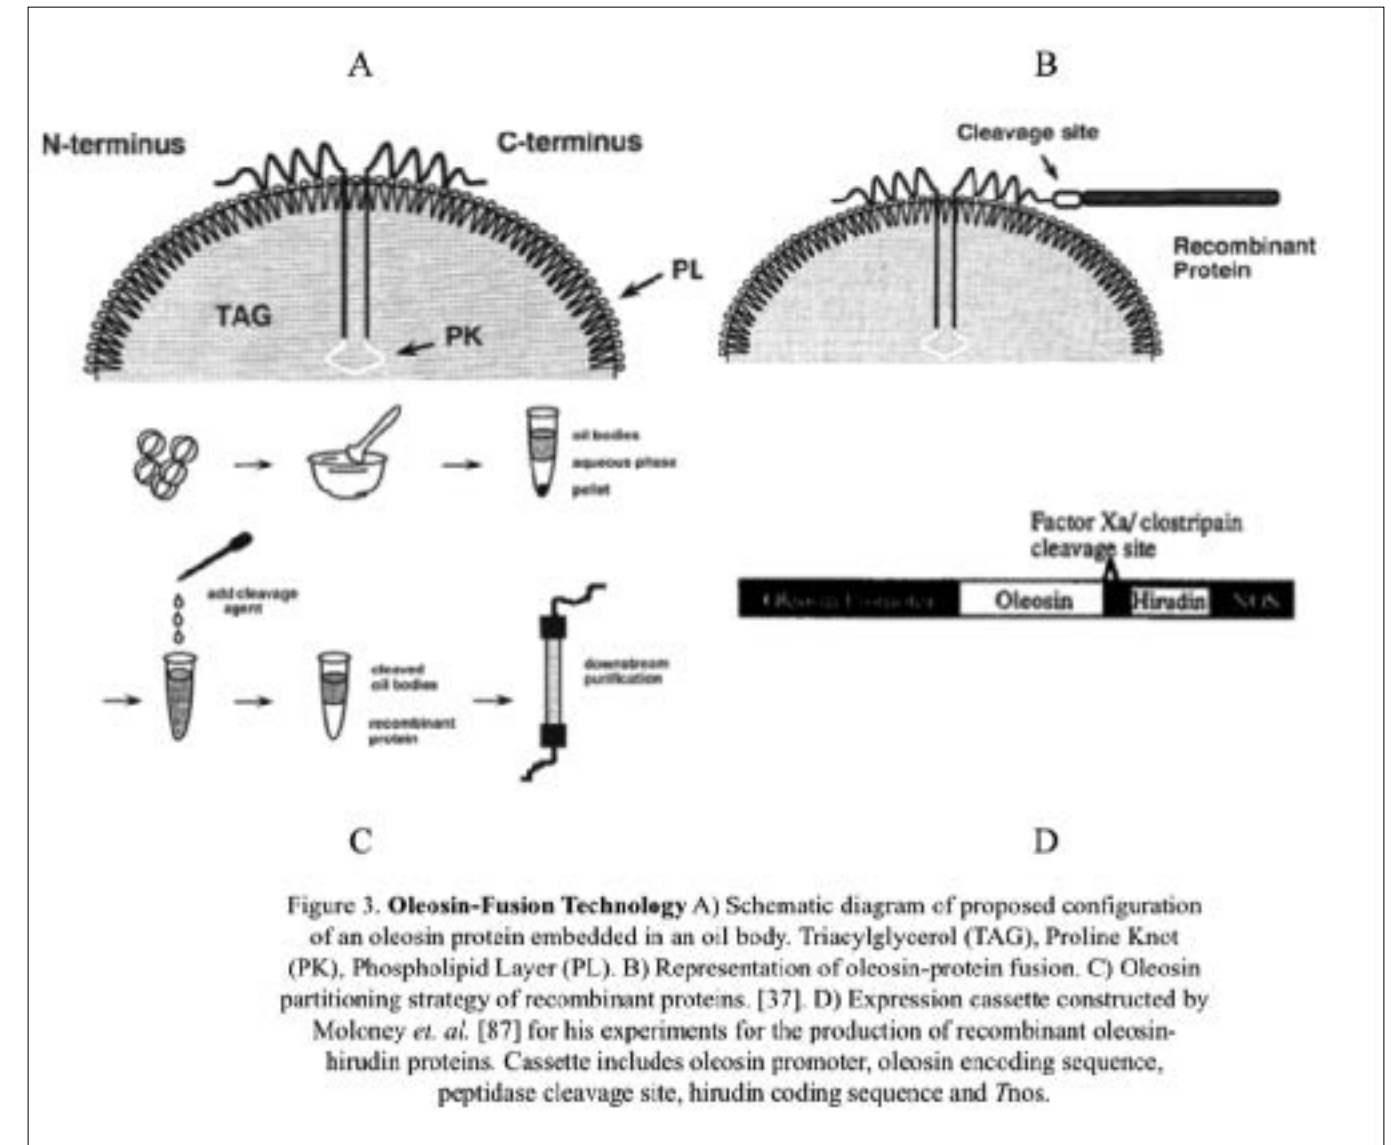 A
B
N-terminus
C-terminus
Cleavage site
PL
Recombinant
Protein
TAG
PK
oil bodies
aqueous phase
pellet
Factor Xa/clostripain
cleavage site
Oleosin Promoter
Oleosin
Hirudin
NOS
add cleavage
agent
cleaved
oil bodies
recombinant
protein
downstream
purification
C
D
Figure 3. Oleosin-Fusion Technology A) Schematic diagram of proposed configuration
of an oleosin protein embedded in an oil body. Triacylglycerol (TAG), Proline Knot
(PK), Phospholipid Layer (PL). B) Representation of oleosin-protein fusion. C) Oleosin
partitioning strategy of recombinant proteins. [37]. D) Expression cassette constructed by
Moloney et. al. [87] for his experiments for the production of recombinant oleosin-
hirudin proteins. Cassette includes oleosin promoter, oleosin encoding sequence,
peptidase cleavage site, hirudin coding sequence and Tnos.